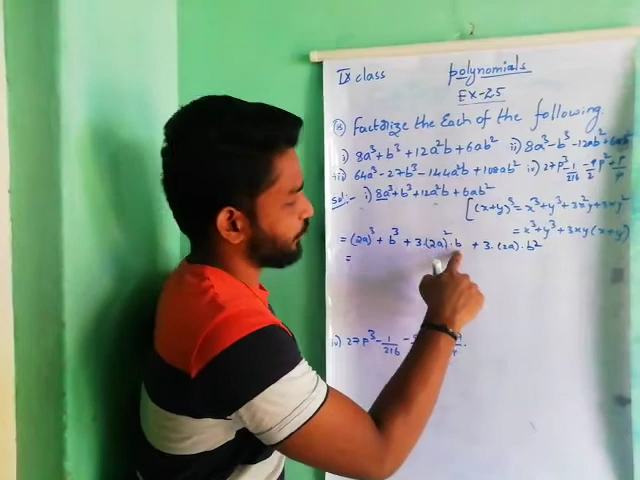 IX class polynomials
EX-2.5
⑧ Factorize the Each of the following.
i) 8a³+b³+12a²b+6ab² ii) 8a³-b³-12ab²+6ab²
iii) 64a³-27b³-144a²b+108ab² iv) 27P³-1/216-9/2P²
sol:- i) 8a³+b³+12a²b+6ab²
[(x+y)³=x³+y³+3x²y+3xy²
=x³+y³+3xy(x+y)
=(2a)³+b³+3.(2a)².b+3.(2a).b²
=
iv) 27P³-1/216-